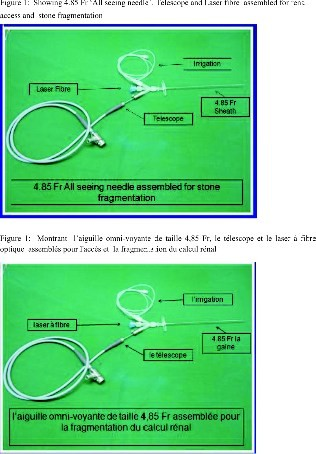 Figure 1: Showing 4.85 Fr 'All seeing needle'. Telescope and Laser fibre assembled for renal
access and stone fragmentation
Irrigation
Laser Fibre
4.85 Fr
Sheath
Telescope
4.85 Fr All seeing needle assembled for stone
fragmentation
Figure 1: Montrant l'aiguille omni-voyante de taille 4,85 Fr, le télescope et le laser à fibre
optique assemblés pour l'accès et la fragmentation du calcul rénal
l'irrigation
laser à fibre
4.85 Fr la
gaine
le télescope
l'aiguille omni-voyante de taille 4,85 Fr assemblée pour
la fragmentation du calcul rénal